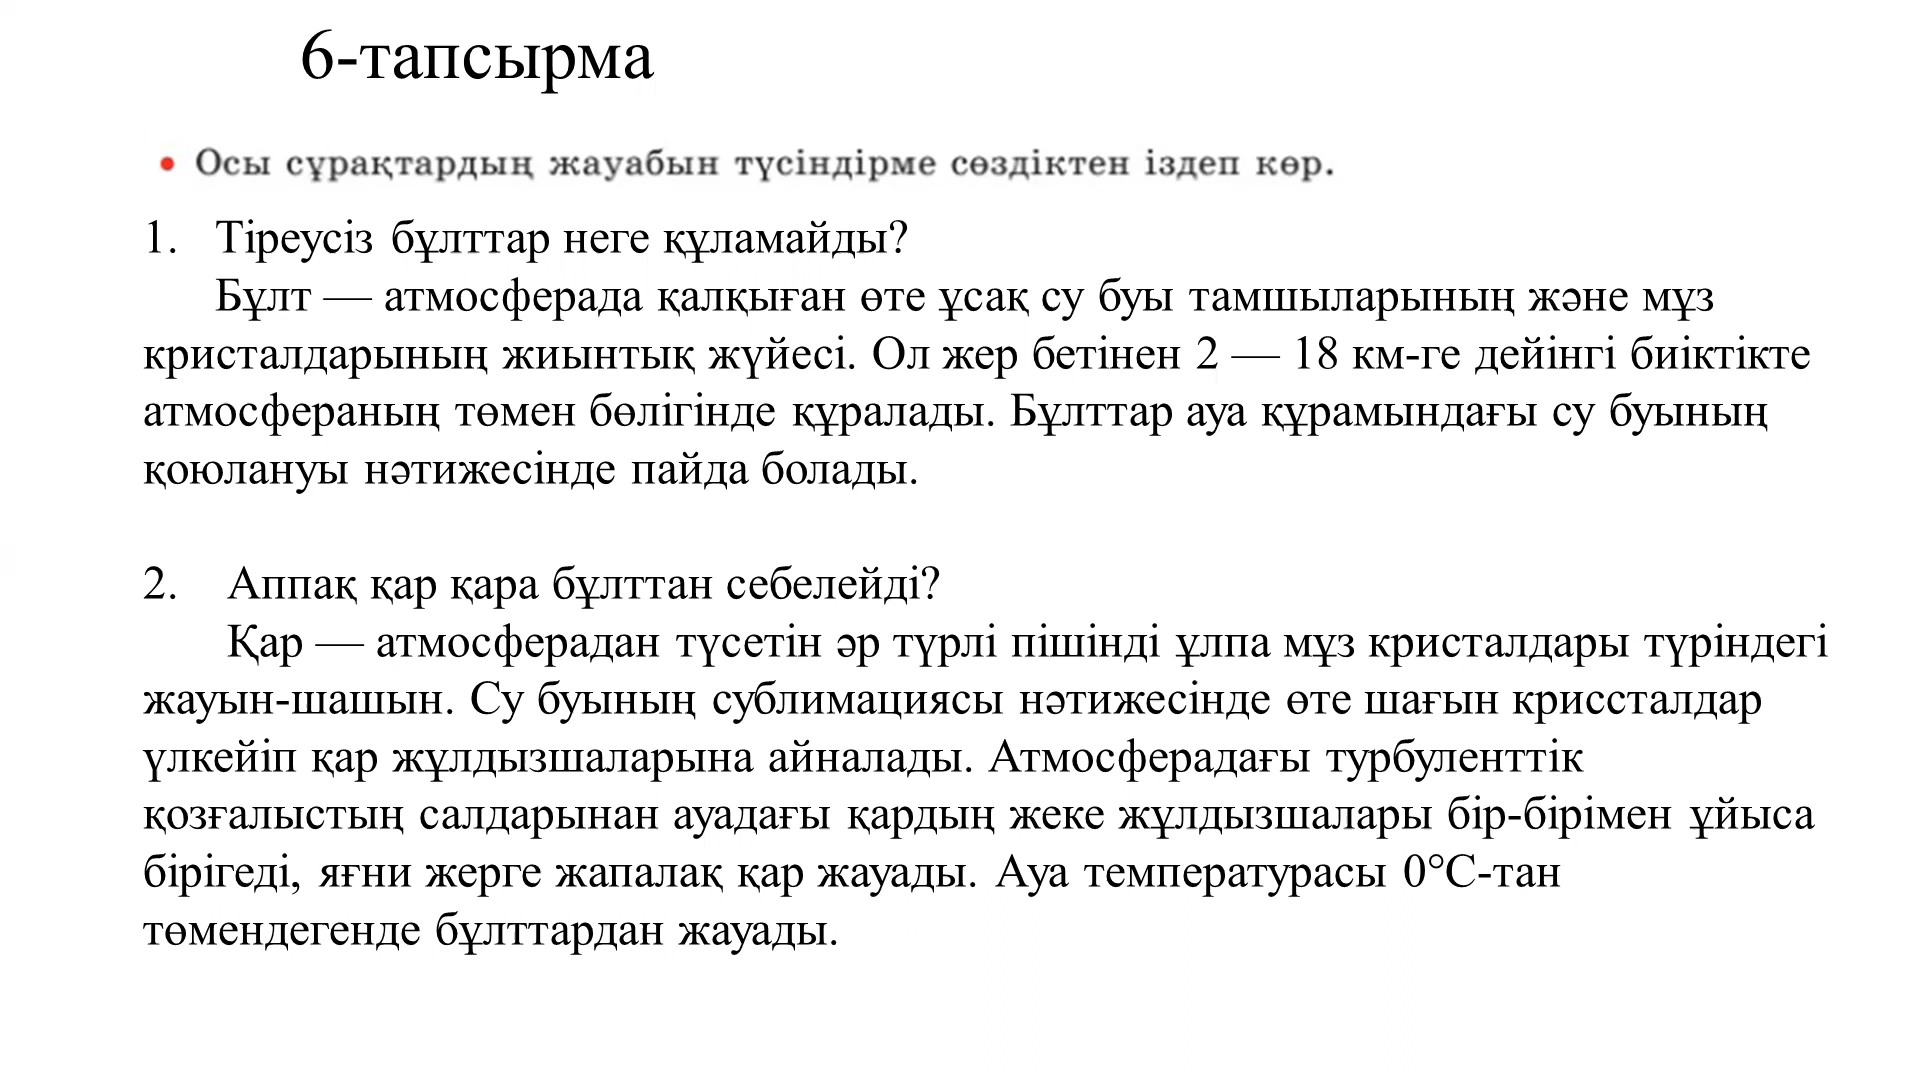 6-тапсырма
• Осы сұрақтардың жауабын түсіндірме сөздіктен іздеп көр.
1. Тіреусіз бұлттар неге құламайды?
Бұлт — атмосферада қалқыған өте ұсақ су буы тамшыларының және мұз
кристалдарының жиынтық жүйесі. Ол жер бетінен 2 — 18 км-ге дейінгі биіктікте
атмосфераның төмен бөлігінде құралады. Бұлттар ауа құрамындағы су буының
қоюлануы нәтижесінде пайда болады.
2. Аппақ қар қара бұлттан себелейді?
Қар — атмосферадан түсетін әр түрлі пішінді ұлпа мұз кристалдары түріндегі
жауын-шашын. Су буының сублимациясы нәтижесінде өте шағын криссталдар
үлкейіп қар жұлдызшаларына айналады. Атмосферадағы турбуленттік
қозғалыстың салдарынан ауадағы қардың жеке жұлдызшалары бір-бірімен ұйыса
бірігеді, яғни жерге жапалақ қар жауады. Ауа температурасы 0°С-тан
төмендегенде бұлттардан жауады.